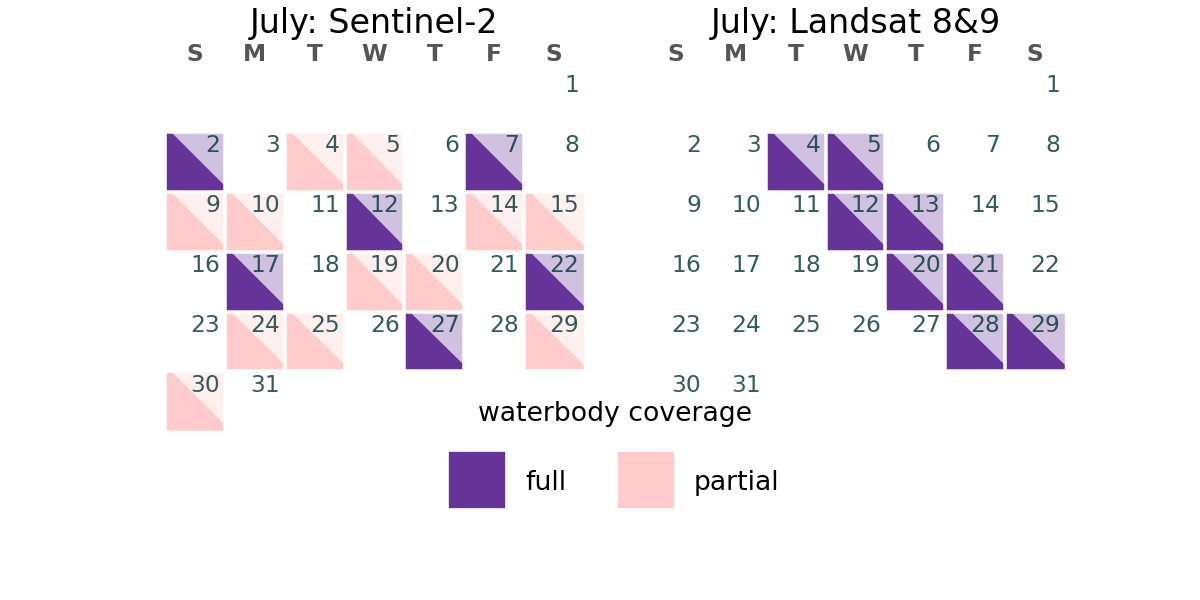 July: Sentinel-2
S M T W T F S
1
2 3 4 5 6 7 8
9 10 11 12 13 14 15
16 17 18 19 20 21 22
23 24 25 26 27 28 29
30 31
July: Landsat 8&9
S M T W T F S
1
2 3 4 5 6 7 8
9 10 11 12 13 14 15
16 17 18 19 20 21 22
23 24 25 26 27 28 29
30 31
waterbody coverage
full partial